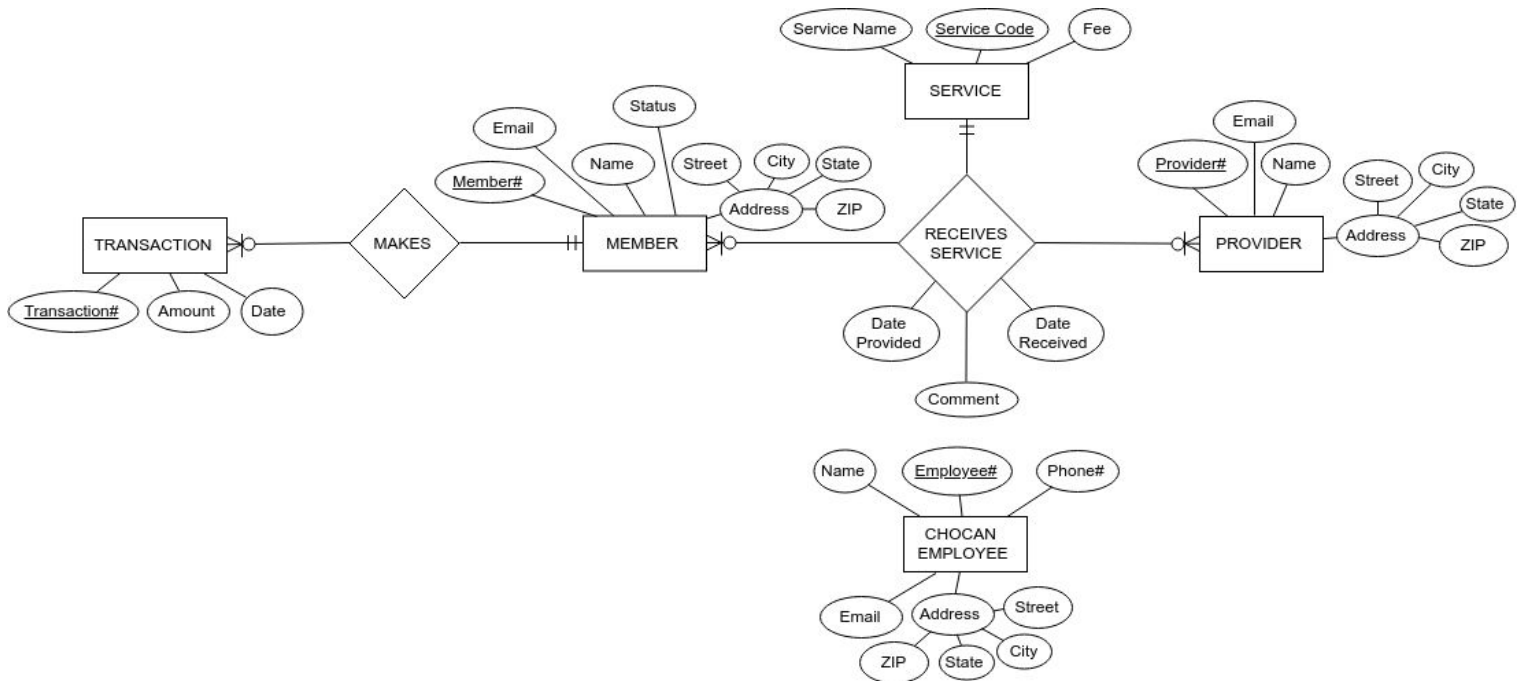 Service Name
Service Code
Fee
SERVICE
Status
Email
Name
Member#
Street
City
State
Address
ZIP
MEMBER
TRANSACTION
Transaction#
Amount
Date
MAKES
RECEIVES
SERVICE
Date
Provided
Date
Received
Comment
Email
Provider#
Name
Street
City
State
Address
ZIP
PROVIDER
Name
Employee#
Phone#
CHOCAN
EMPLOYEE
Email
Address
Street
ZIP
State
City